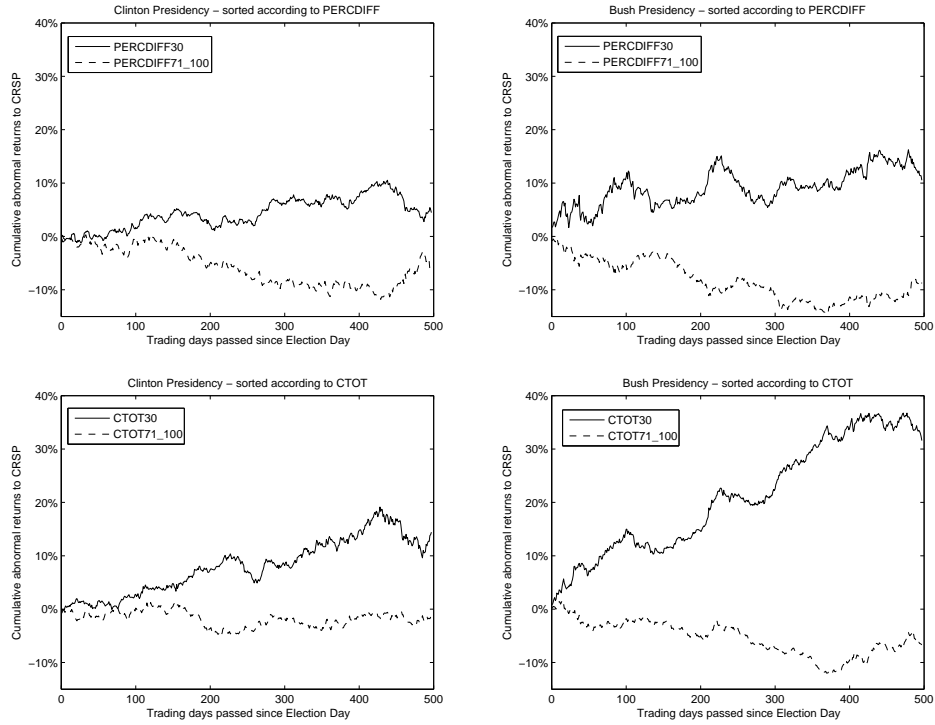 Clinton Presidency – sorted according to PERCDIFF
40%
30%
20%
10%
0%
−10%
Cumulative abnormal returns to CRSP
PERCDIFF30
PERCDIFF71_100
0 100 200 300 400 500
Trading days passed since Election Day
Bush Presidency – sorted according to PERCDIFF
40%
30%
20%
10%
0%
−10%
Cumulative abnormal returns to CRSP
PERCDIFF30
PERCDIFF71_100
0 100 200 300 400 500
Trading days passed since Election Day
Clinton Presidency – sorted according to CTOT
40%
30%
20%
10%
0%
−10%
Cumulative abnormal returns to CRSP
CTOT30
CTOT71_100
0 100 200 300 400 500
Trading days passed since Election Day
Bush Presidency – sorted according to CTOT
40%
30%
20%
10%
0%
−10%
Cumulative abnormal returns to CRSP
CTOT30
CTOT71_100
0 100 200 300 400 500
Trading days passed since Election Day